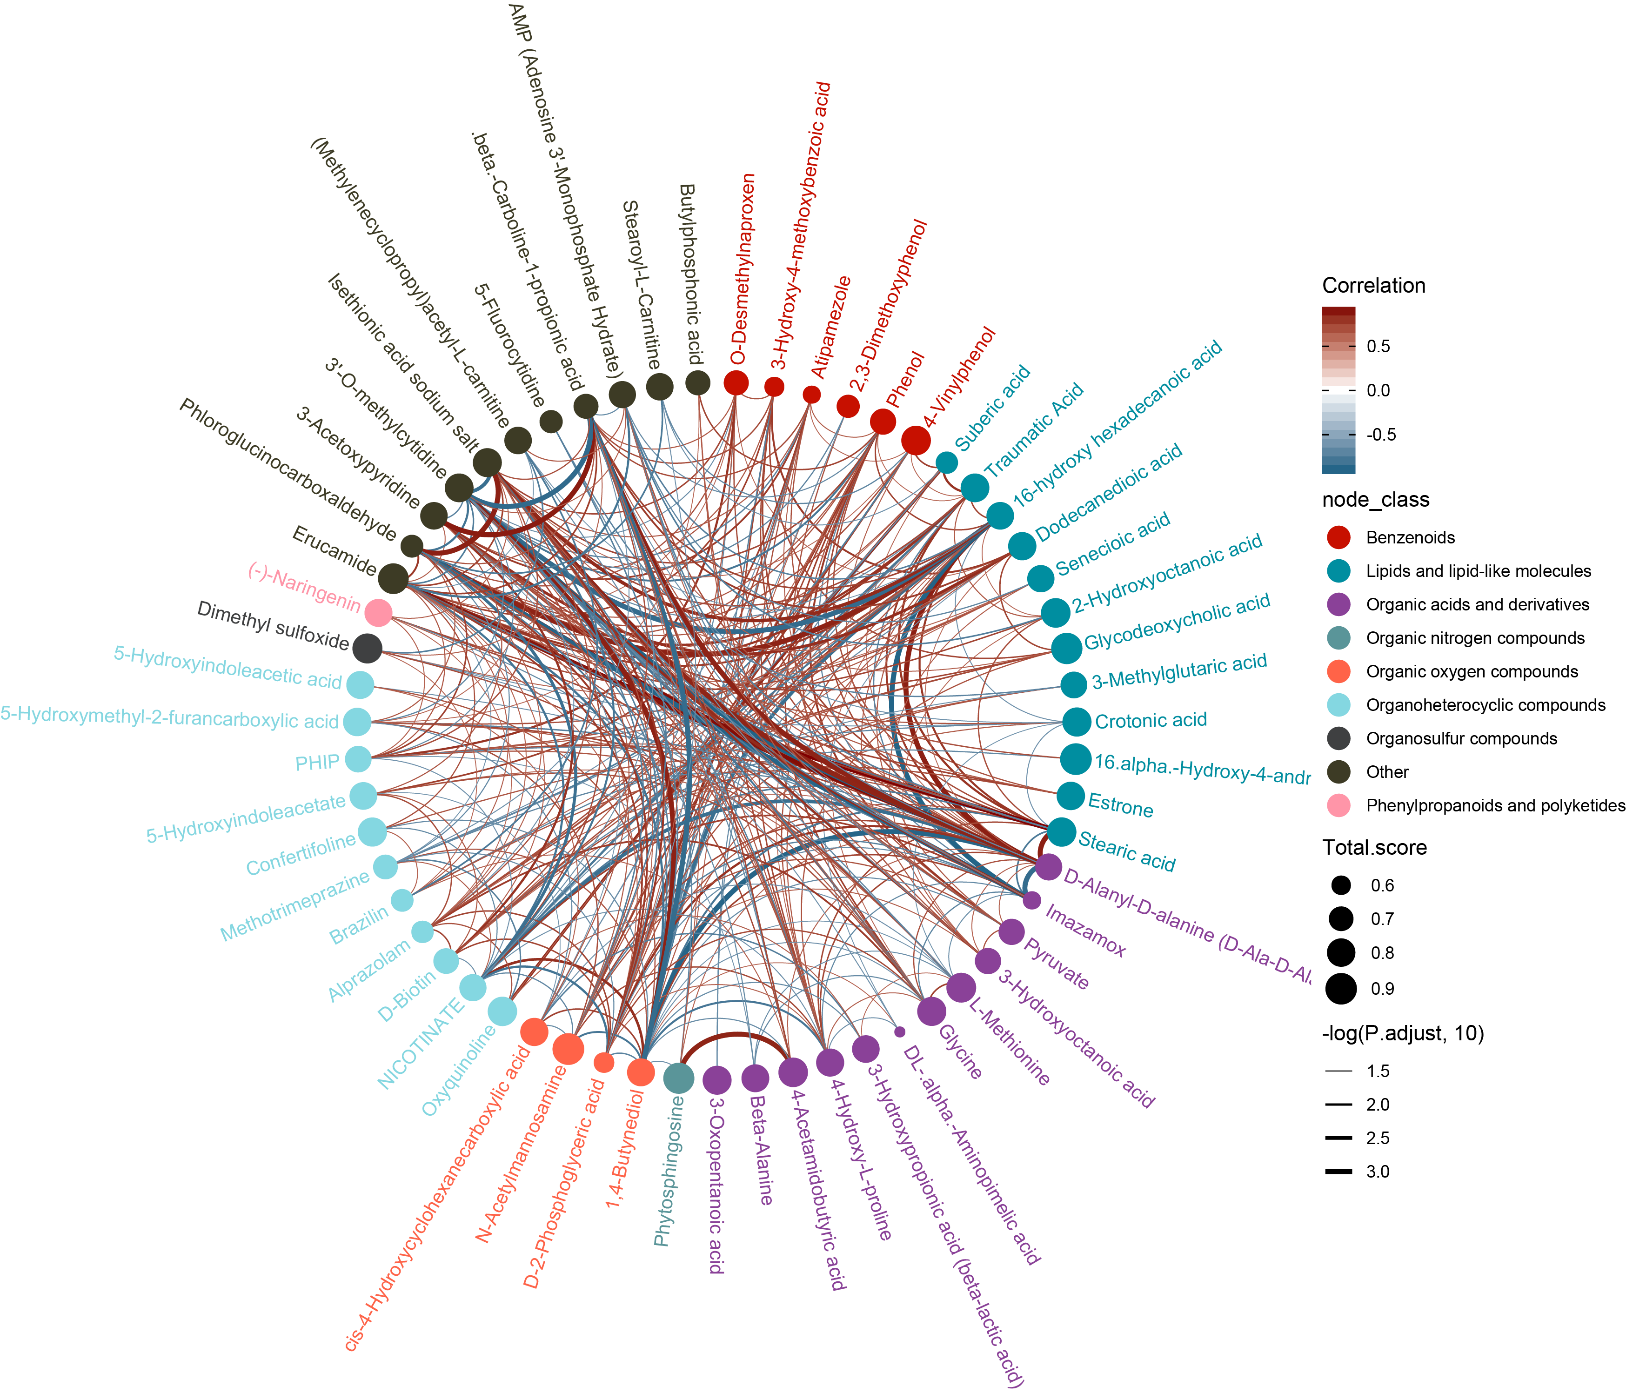 AMP (Adenosine 3'-Monophosphate Hydrate)
Stearoyl-L-Carnitine
Butylphosphonic acid
O-Desmethylnaproxen
3-Hydroxy-4-methoxybenzoic acid
Atipamezole
2,3-Dimethoxyphenol
Phenol
4-Vinylphenol
Suberic acid
Traumatic Acid
16-hydroxy hexadecanoic acid
Dodecanedioic acid
Senecioic acid
2-Hydroxyoctanoic acid
Glycodeoxycholic acid
3-Methylglutaric acid
Crotonic acid
16.alpha.-Hydroxy-4-andr
Estrone
Stearic acid
D-Alanyl-D-alanine (D-Ala-D-Al
Imazamox
Pyruvate
3-Hydroxyoctanoic acid
L-Methionine
Glycine
DL-.alpha.-Aminopimelic acid
3-Hydroxypropionic acid (beta-lactic acid)
4-Hydroxy-L-proline
4-Acetamidobutyric acid
Beta-Alanine
3-Oxopentanoic acid
Phytosphingosine
1,4-Butynediol
D-2-Phosphoglyceric acid
N-Acetylmannosamine
cis-4-Hydroxycyclohexanecarboxylic acid
Oxyquinoline
NICOTINATE
D-Biotin
Alprazolam
Brazilin
Methotrimeprazine
Confertifoline
5-Hydroxyindoleacetate
PHIP
5-Hydroxymethyl-2-furancarboxylic acid
5-Hydroxyindoleacetic acid
Dimethyl sulfoxide
(-)-Naringenin
Erucamide
Phloroglucinocarboxaldehyde
3-Acetoxypyridine
3'-O-methylcytidine
Isethionic acid sodium salt
(Methylenecyclopropyl)acetyl-L-carnitine
5-Fluorocytidine
.beta.-Carboline-1-propionic acid
Correlation
0.5
0.0
-0.5
node_class
Benzenoids
Lipids and lipid-like molecules
Organic acids and derivatives
Organic nitrogen compounds
Organic oxygen compounds
Organoheterocyclic compounds
Organosulfur compounds
Other
Phenylpropanoids and polyketides
Total.score
0.6
0.7
0.8
0.9
-log(P.adjust, 10)
1.5
2.0
2.5
3.0